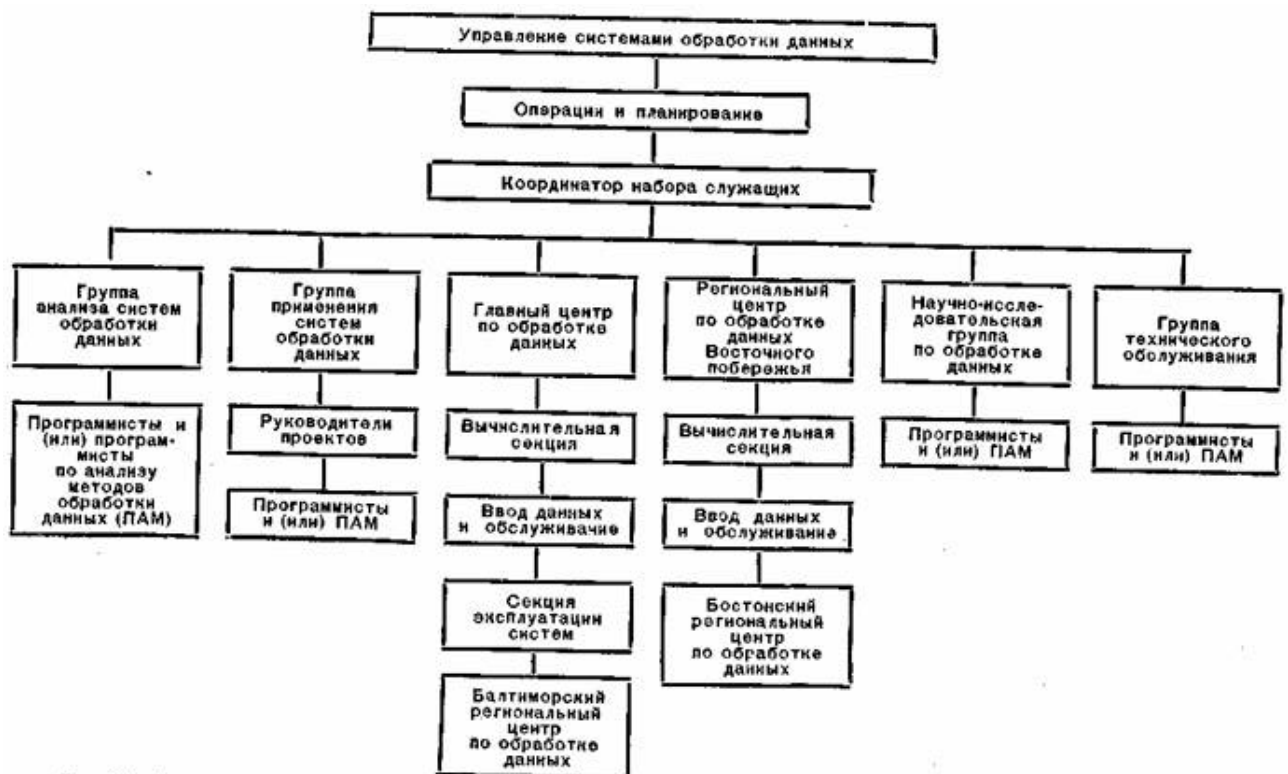 Управление системами обработки данных
Операции и планирование
Координатор набора служащих
Группа
анализа систем
обработки
данных
Группа
применения
систем
обработки
данных
Главный центр
по обработке
данных
Региональный
центр
по обработке
данных
Восточного
побережья
Научно-иссле-
довательская
группа
по обработке
данных
Группа
технического
обслуживания
Программисты и
(или) програм-
мисты
по анализу
методов
обработки
данных (ПАМ)
Руководители
проектов
Вычислительная
секция
Вычислительная
секция
Программисты
и (или) ПАМ
Программисты
и (или) ПАМ
Программисты
и (или) ПАМ
Ввод данных
и обслуживание
Ввод данных
и обслуживание
Секция
эксплуатации
систем
Бостонский
региональный
центр
по обработке
данных
Балтиморский
региональный
центр
по обработке
данных